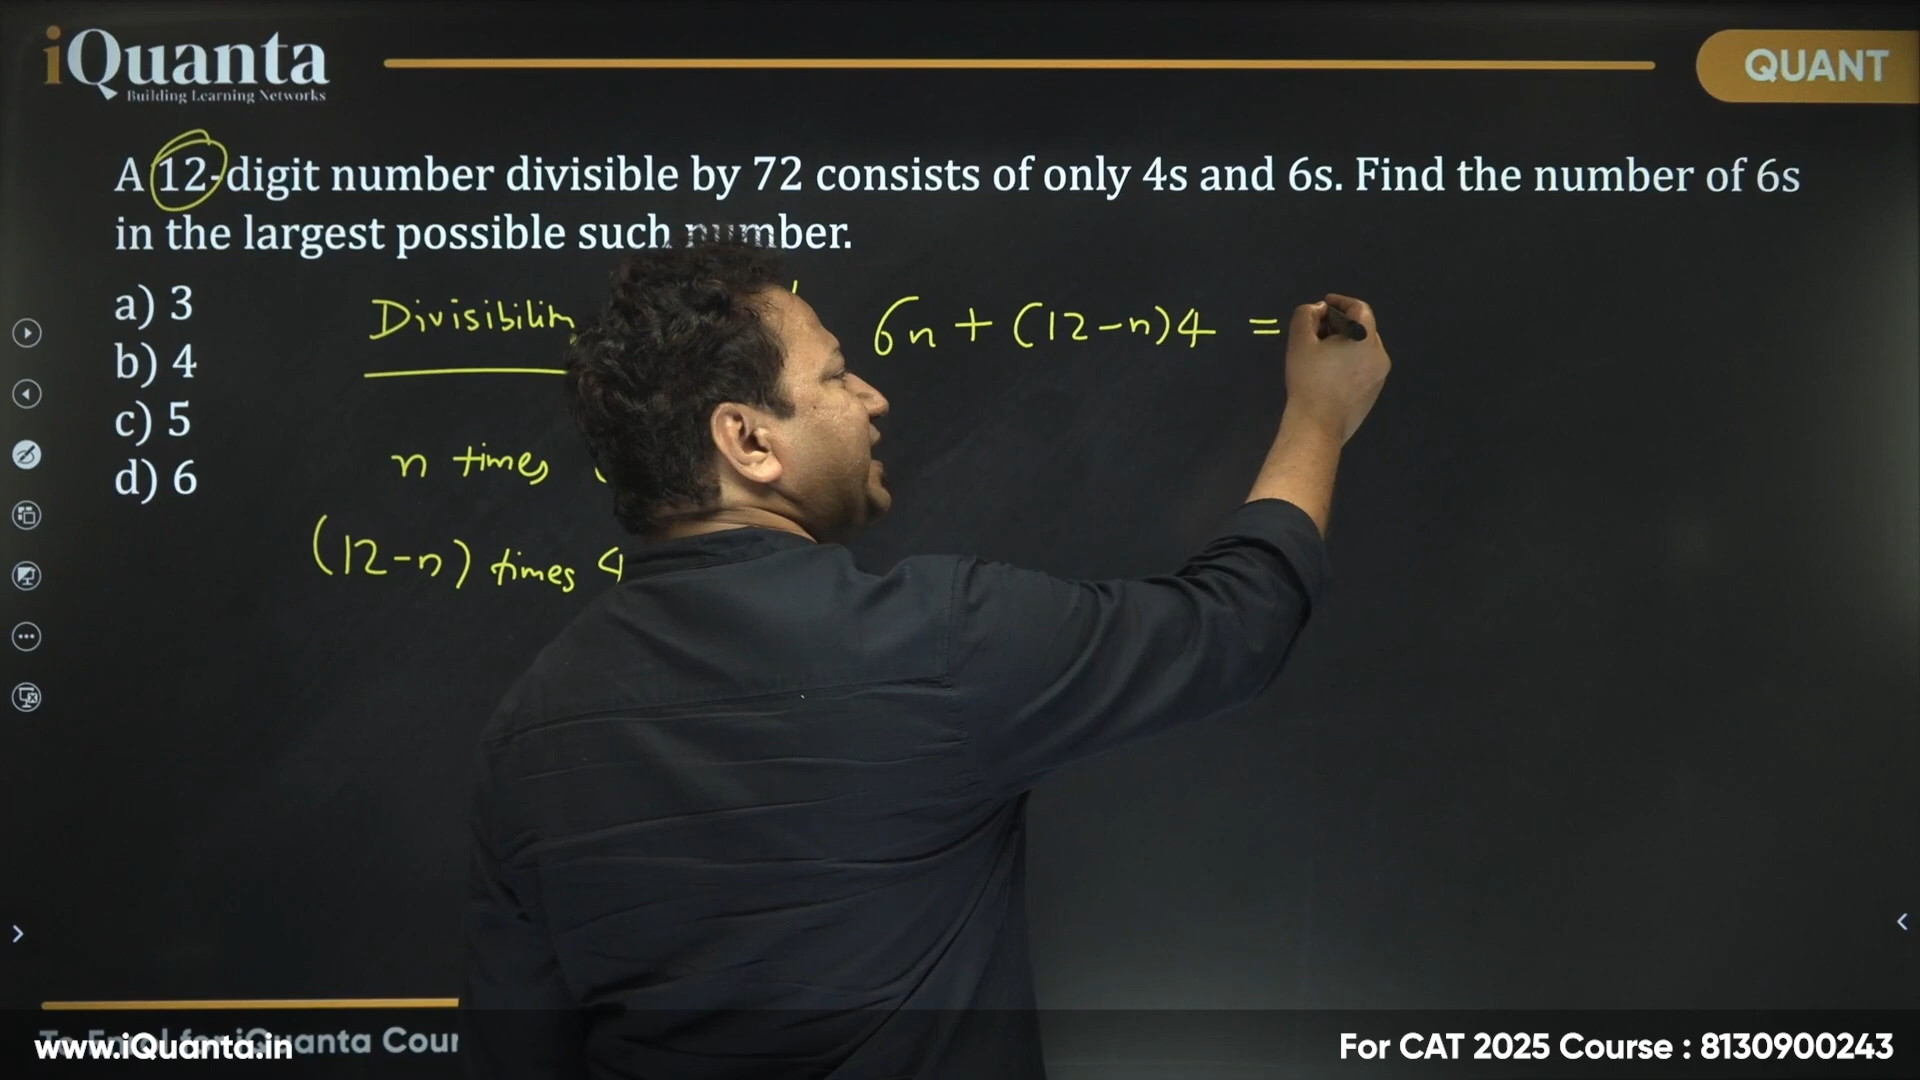 iQuanta
Building Learning Networks
QUANT
A 12-digit number divisible by 72 consists of only 4s and 6s. Find the number of 6s
in the largest possible such number.
a) 3
b) 4
c) 5
d) 6
Divisibility
6n + (12-n)4 =
n times
(12-n) times 4
www.iQuanta.in
For CAT 2025 Course : 8130900243